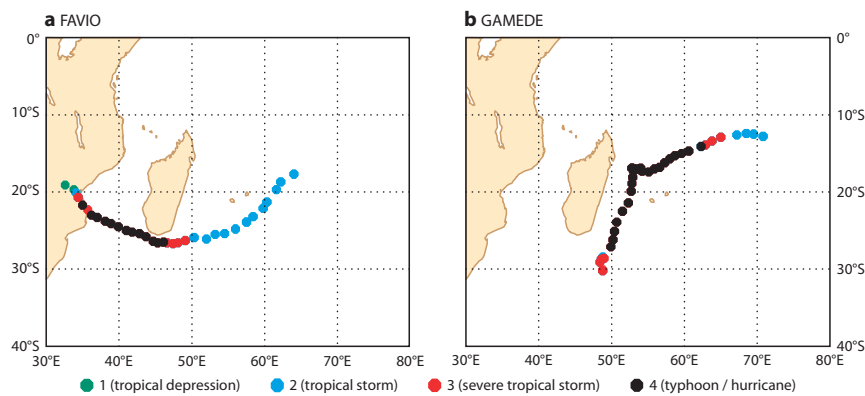 a FAVIO
b GAMEDE
0°
10°S
20°S
30°S
40°S
30°E 40°E 50°E 60°E 70°E 80°E
0°
10°S
20°S
30°S
40°S
30°E 40°E 50°E 60°E 70°E 80°E
1 (tropical depression) 2 (tropical storm) 3 (severe tropical storm) 4 (typhoon / hurricane)